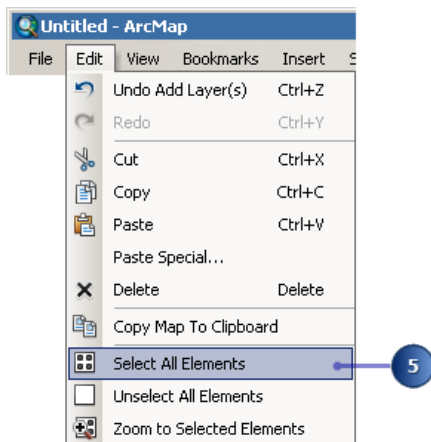 Untitled - ArcMap
File Edit View Bookmarks Insert S
Undo Add Layer(s) Ctrl+Z
Redo Ctrl+Y
Cut Ctrl+X
Copy Ctrl+C
Paste Ctrl+V
Paste Special...
Delete Delete
Copy Map To Clipboard
Select All Elements 5
Unselect All Elements
Zoom to Selected Elements